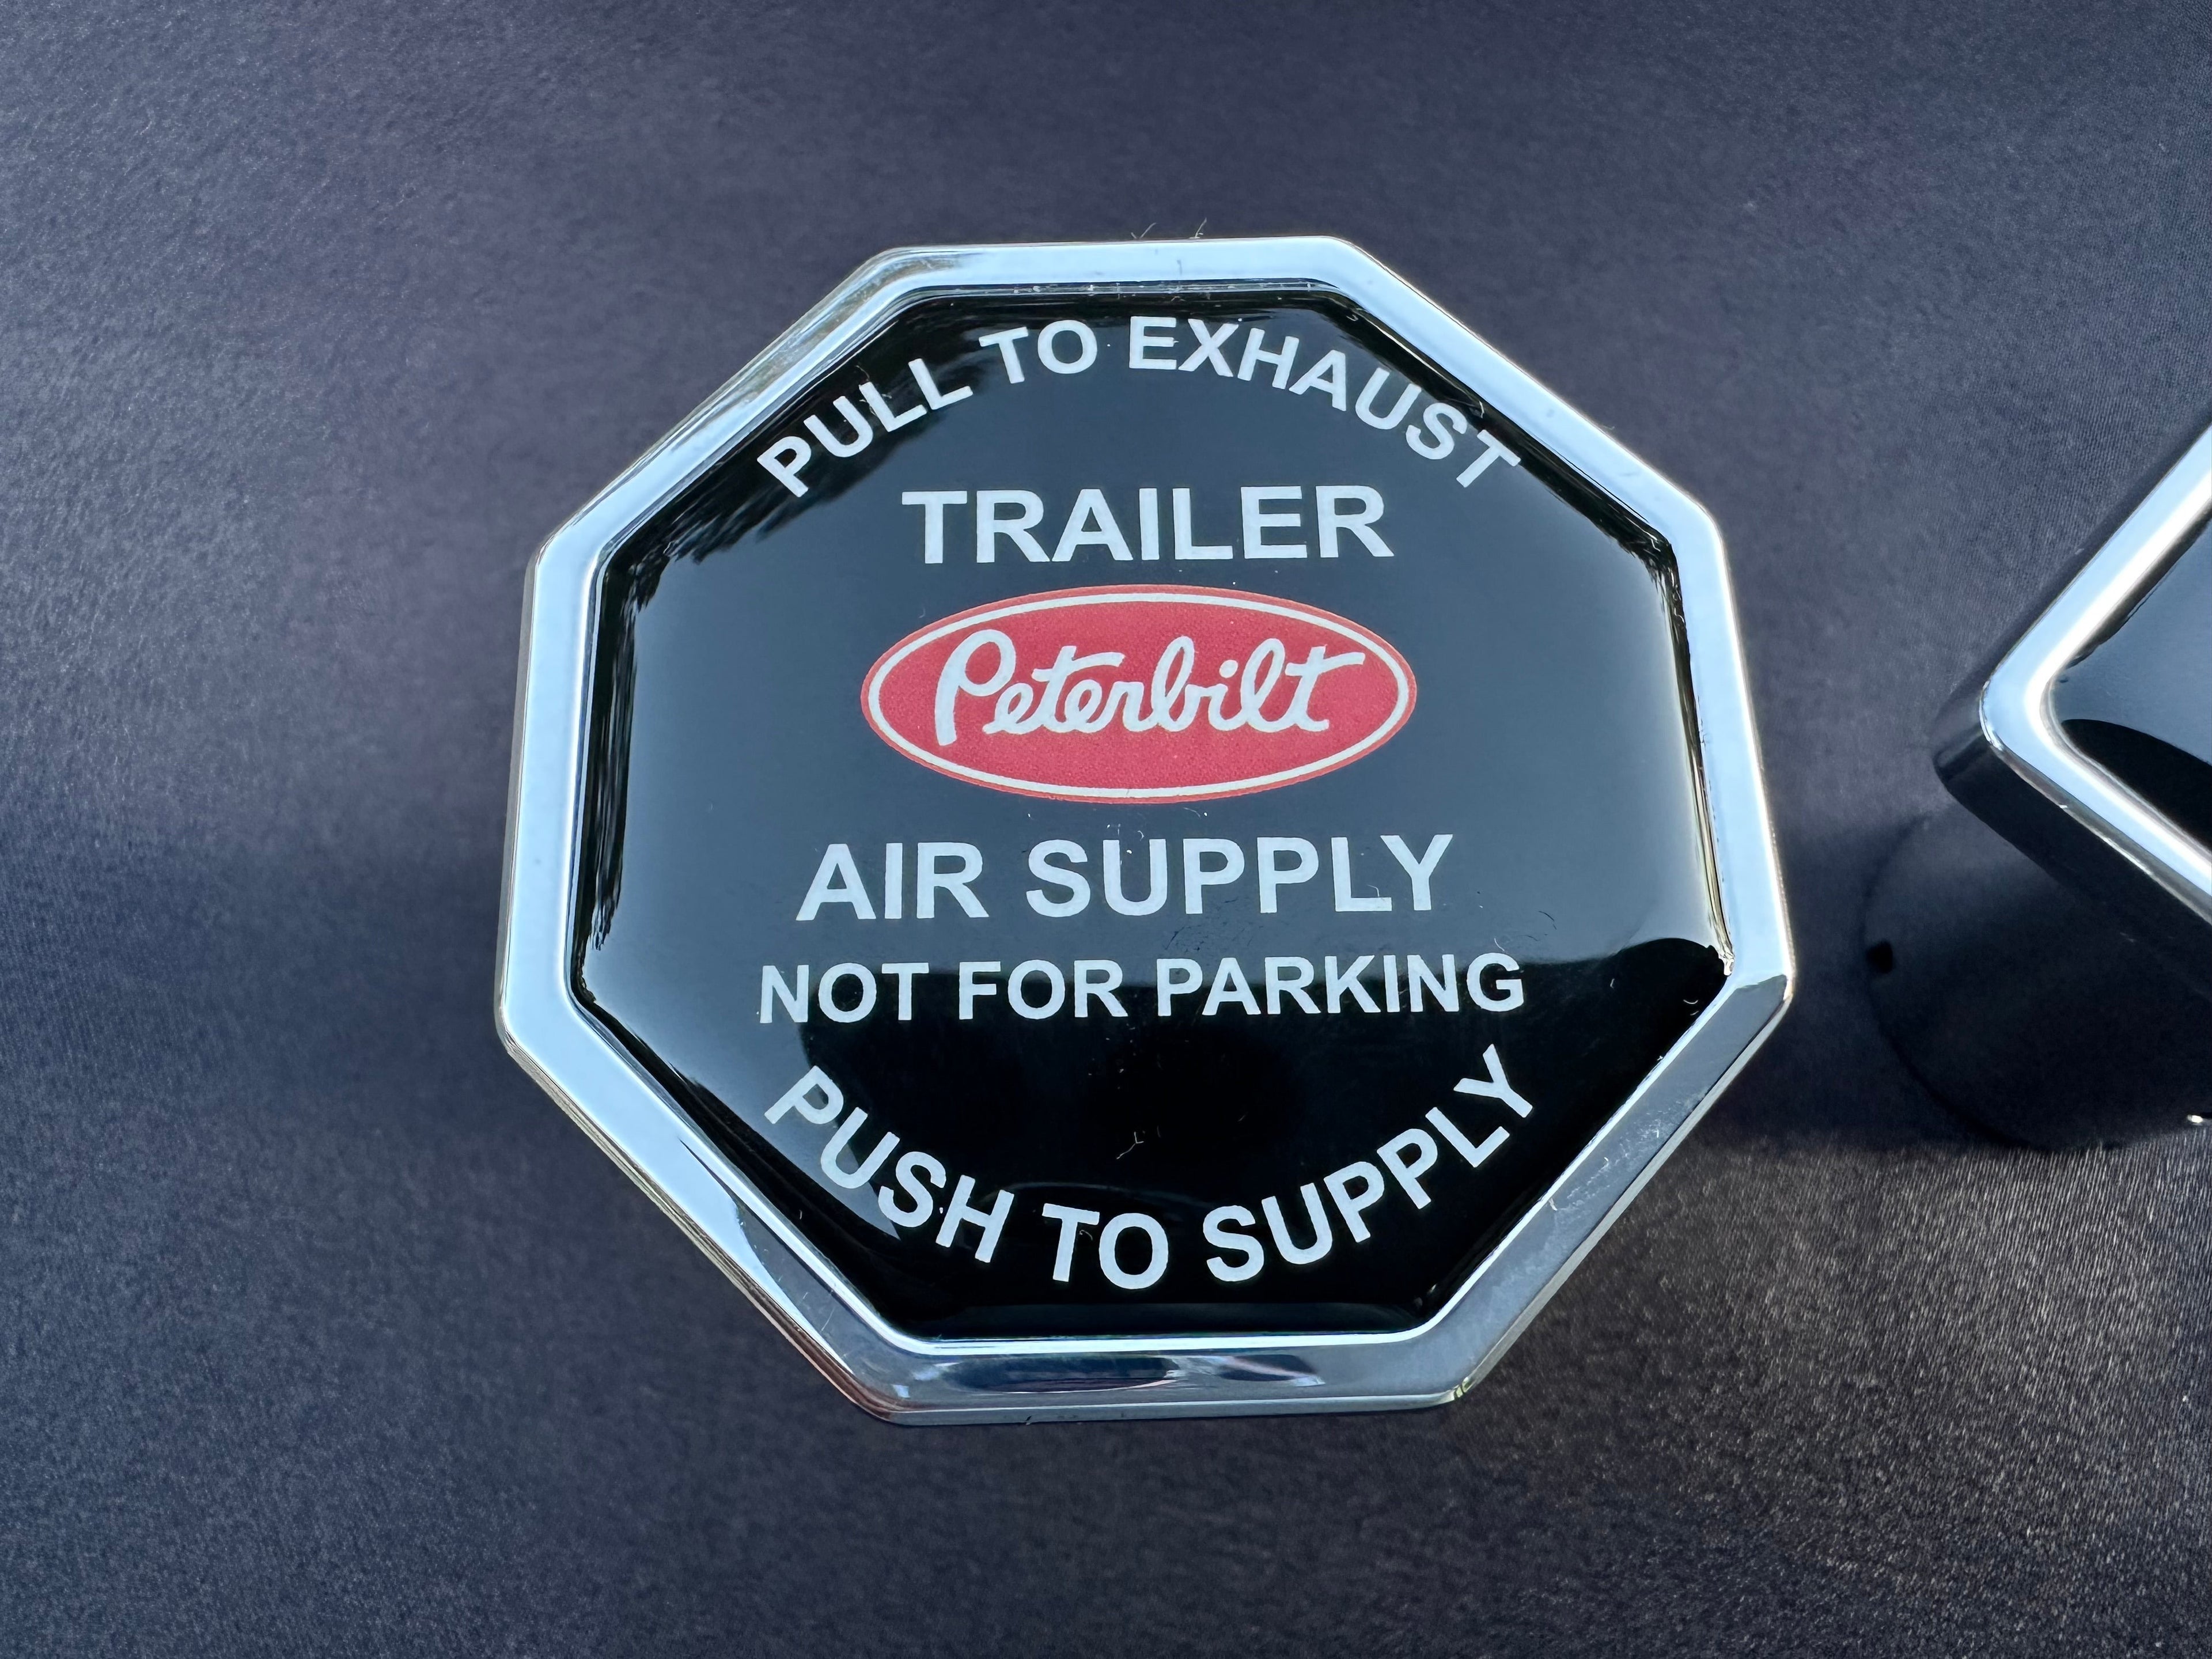 PULL TO EXHAUST
TRAILER
Peterbilt
AIR SUPPLY
NOT FOR PARKING
PUSH TO SUPPLY